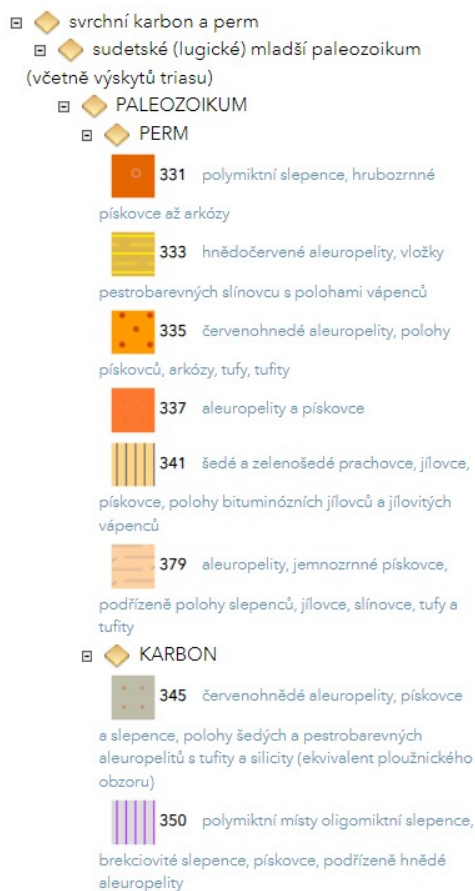 svrchní karbon a perm
sudetské (lugické) mladší paleozoikum
(včetně výskytů triasu)
PALEOZOIKUM
PERM
331 polymiktní slepence, hrubozrnné
pískovce až arkózy
333 hnědočervené aleuropelity, vložky
pestrobarevných slínovcu s polohami vápenců
335 červenohnedé aleuropelity, polohy
pískovců, arkózy, tufy, tufity
337 aleuropelity a pískovce
341 šedé a zelenošedé prachovce, jílovce,
pískovce, polohy bituminózních jílovců a jílovitých
vápenců
379 aleuropelity, jemnozrnné pískovce,
podřízeně polohy slepenců, jílovce, slínovce, tufy a
tufity
KARBON
345 červenohnědé aleuropelity, pískovce
a slepence, polohy šedých a pestrobarevných
aleuropelitů s tufity a silicity (ekvivalent ploužnického
obzoru)
350 polymiktní místy oligomiktní slepence,
brekciovité slepence, pískovce, podřízeně hnědé
aleuropelity